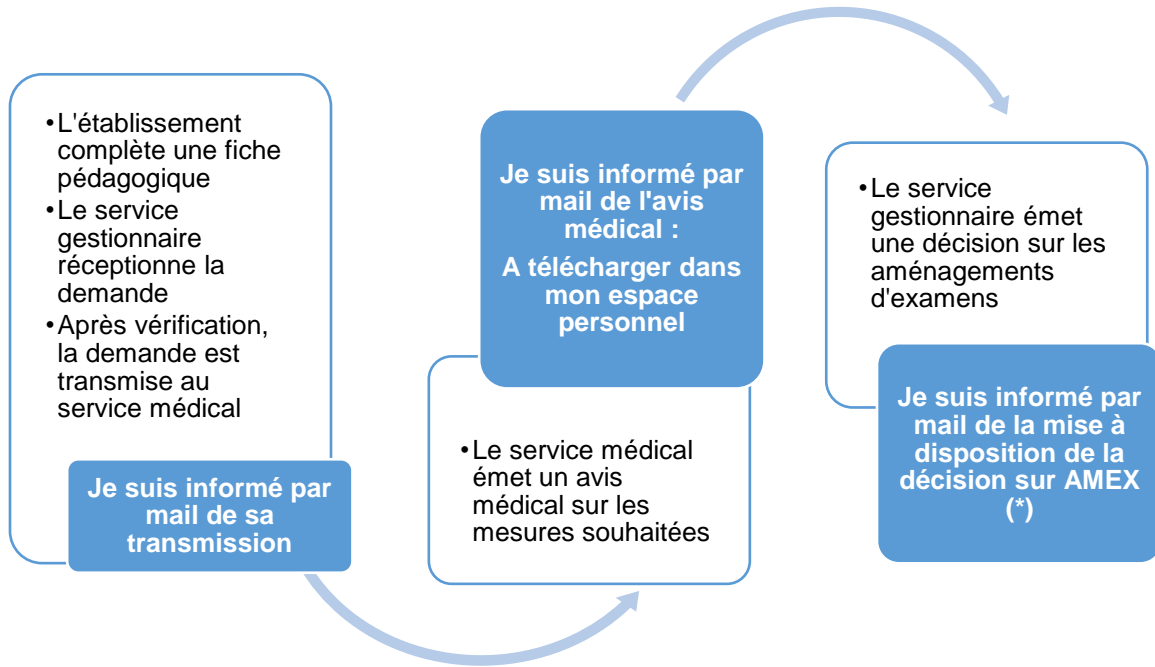 •L'établissement
complète une fiche
pédagogique
•Le service
gestionnaire
réceptionne la
demande
•Après vérification,
la demande est
transmise au
service médical
Je suis informé par
mail de sa
transmission
Je suis informé par
mail de l'avis
médical :
A télécharger dans
mon espace
personnel
•Le service médical
émet un avis
médical sur les
mesures souhaitées
•Le service
gestionnaire émet
une décision sur les
aménagements
d'examens
Je suis informé par
mail de la mise à
disposition de la
décision sur AMEX
(*)